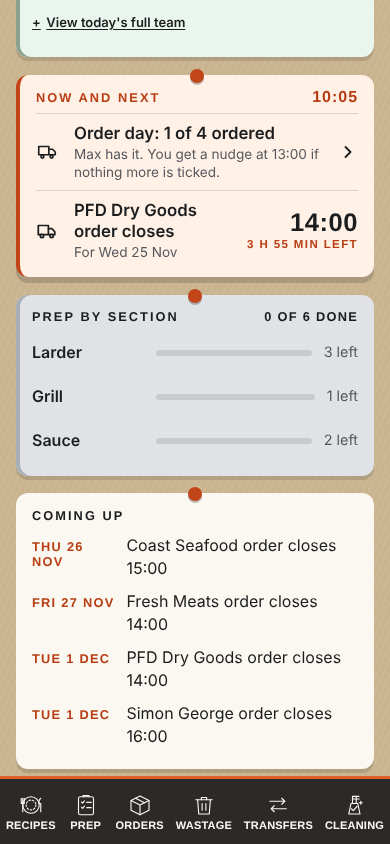 + View today's full team
NOW AND NEXT 10:05
Order day: 1 of 4 ordered
Max has it. You get a nudge at 13:00 if
nothing more is ticked.
PFD Dry Goods
order closes
For Wed 25 Nov
14:00
3 H 55 MIN LEFT
PREP BY SECTION 0 OF 6 DONE
Larder 3 left
Grill 1 left
Sauce 2 left
COMING UP
THU 26
NOV
Coast Seafood order closes
15:00
FRI 27 NOV Fresh Meats order closes
14:00
TUE 1 DEC PFD Dry Goods order closes
14:00
TUE 1 DEC Simon George order closes
16:00
RECIPES PREP ORDERS WASTAGE TRANSFERS CLEANING